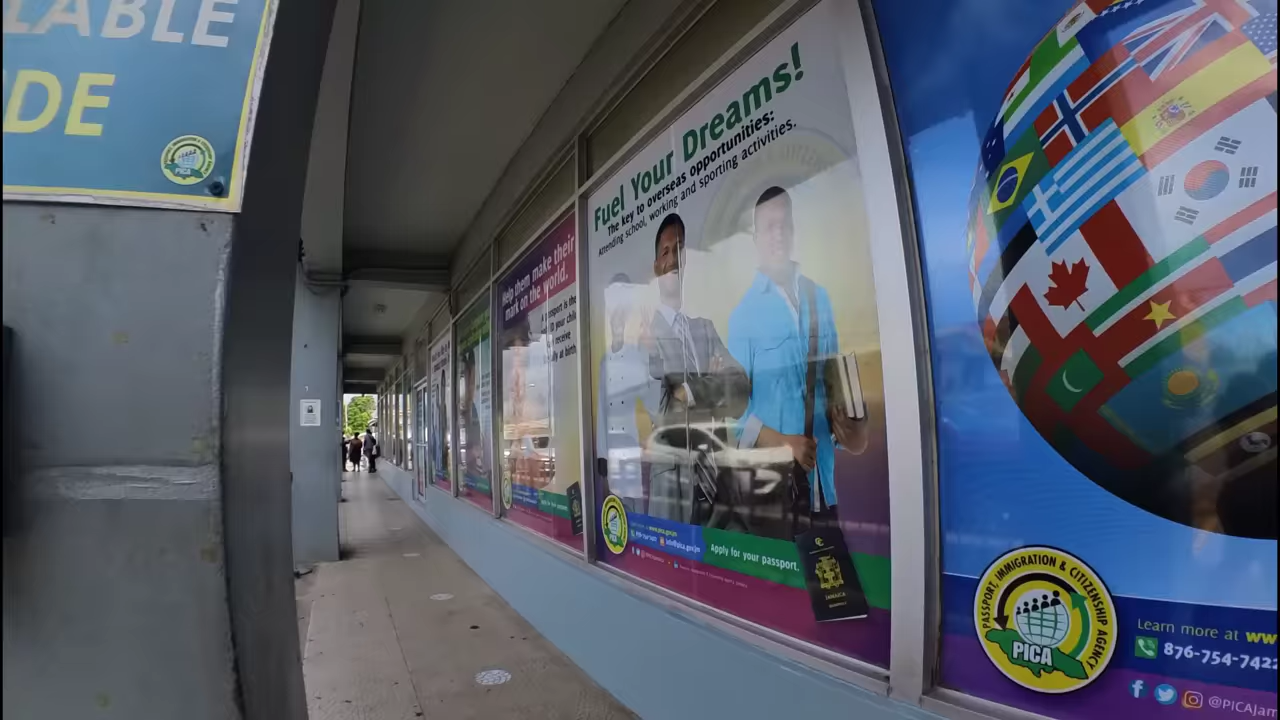 LABLE
DE
PICA
Fuel Your Dreams!
The key to overseas opportunities:
Attending school, working and sporting activities.
Help them make their
mark on the world.
Apply for your passport.
JAMAICA
PASSPORT, IMMIGRATION & CITIZENSHIP AGENCY
PICA
Learn more at ww
876-754-742
@PICAJam